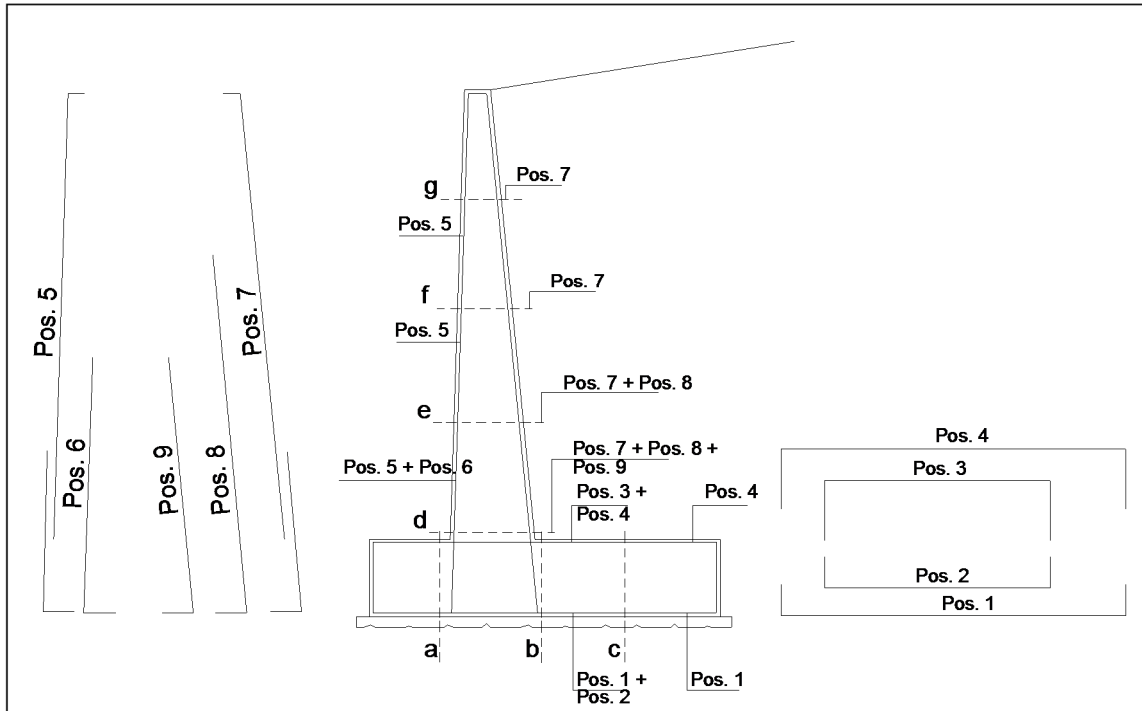 g
Pos. 7
Pos. 5
f
Pos. 7
Pos. 5
Pos. 5
Pos. 7
e
Pos. 7 + Pos. 8
Pos. 6
Pos. 9
Pos. 8
Pos. 5 + Pos. 6
Pos. 7 + Pos. 8 +
Pos. 9
d
Pos. 3 +
Pos. 4
Pos. 4
Pos. 4
Pos. 3
Pos. 2
Pos. 1
a
b
c
Pos. 1 +
Pos. 2
Pos. 1